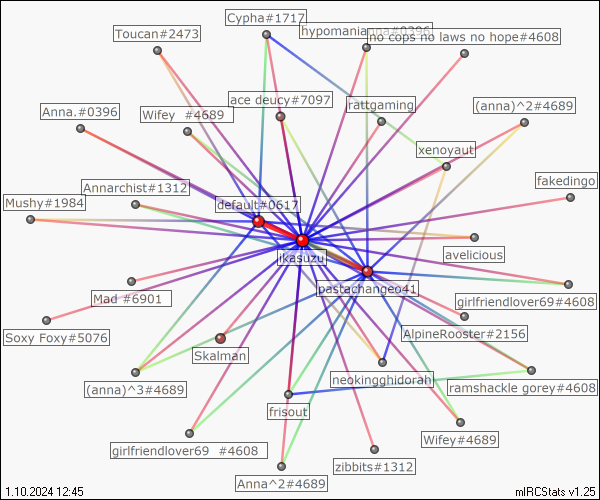 Cypha#1717
hypomanianna#0396
Toucan#2473
no cops no laws no hope#4608
ace deucy#7097
rattgaming
(anna)^2#4689
Anna.#0396
Wifey #4689
xenoyaut
Annarchist#1312
fakedingo
Mushy#1984
default#0617
avelicious
ikasuzu
pastachangeo41
Mad #6901
girlfriendlover69#4608
Soxy Foxy#5076
AlpineRooster#2156
Skalman
neokingghidorah
(anna)^3#4689
ramshackle gorey#4608
frisout
Wifey#4689
girlfriendlover69 #4608
zibbits#1312
Anna^2#4689
1.10.2024 12:45
mIRCStats v1.25